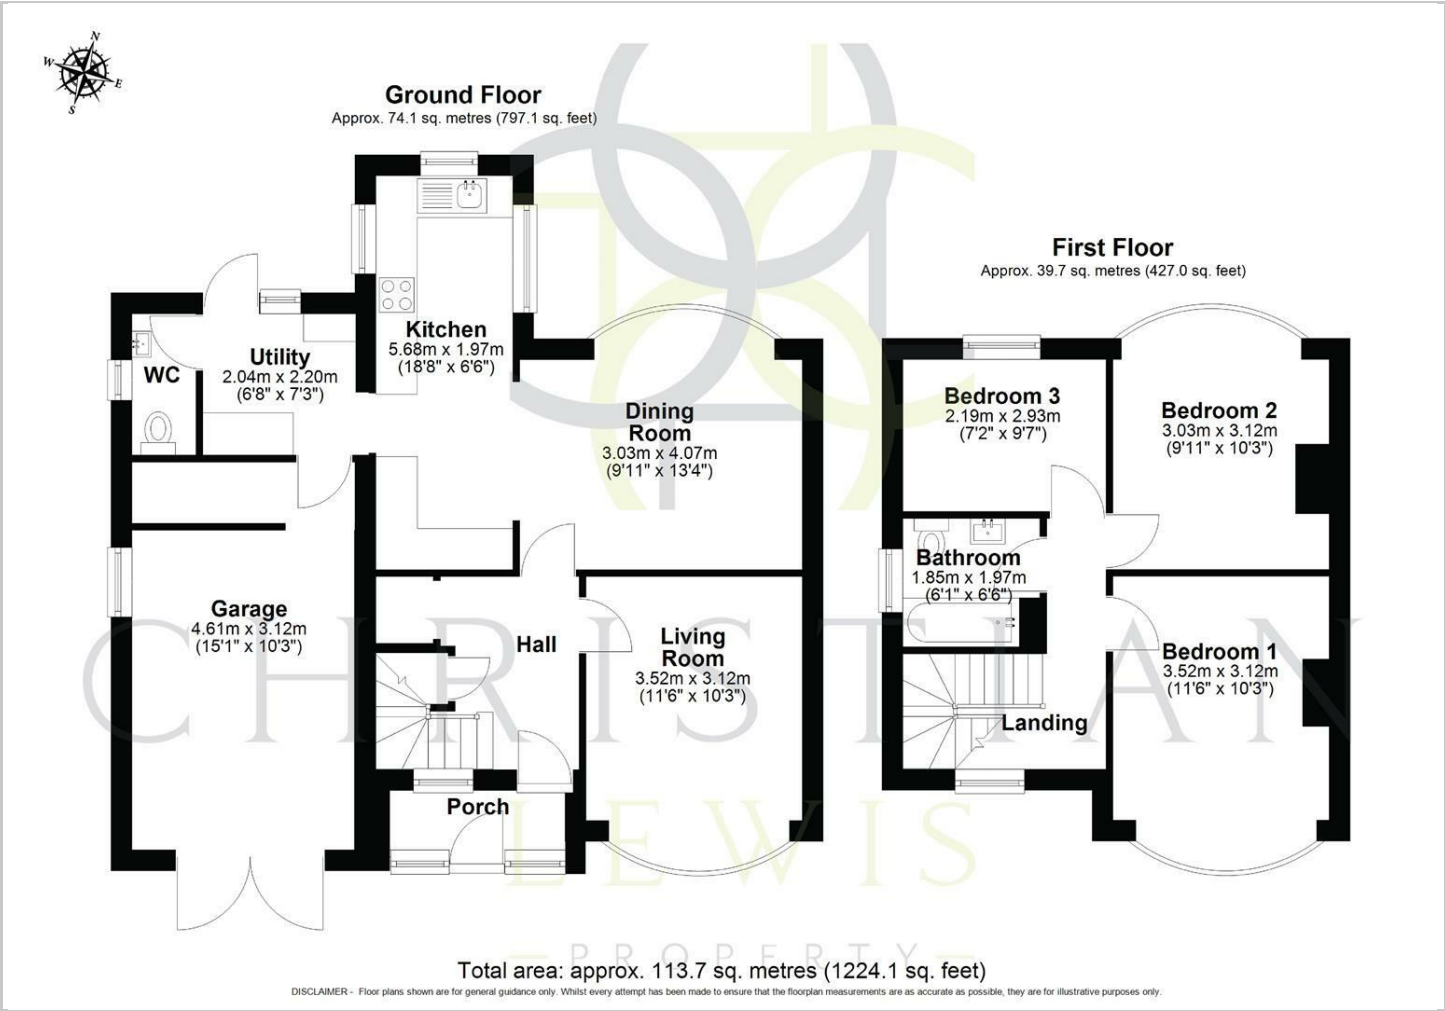 N
W
E
S
Ground Floor
Approx. 74.1 sq. metres (797.1 sq. feet)
First Floor
Approx. 39.7 sq. metres (427.0 sq. feet)
Kitchen
5.68m x 1.97m
(18'8" x 6'6")
Utility
2.04m x 2.20m
(6'8" x 7'3")
WC
Dining
Room
3.03m x 4.07m
(9'11" x 13'4")
Bedroom 3
2.19m x 2.93m
(7'2" x 9'7")
Bedroom 2
3.03m x 3.12m
(9'11" x 10'3")
Bathroom
1.85m x 1.97m
(6'1" x 6'6")
Garage
4.61m x 3.12m
(15'1" x 10'3")
Hall
Living
Room
3.52m x 3.12m
(11'6" x 10'3")
Bedroom 1
3.52m x 3.12m
(11'6" x 10'3")
Landing
Porch
CHRISTIAN
LEWIS
PROPERTY
Total area: approx. 113.7 sq. metres (1224.1 sq. feet)
DISCLAIMER - Floor plans shown are for general guidance only. Whilst every attempt has been made to ensure that the floorplan measurements are as accurate as possible, they are for illustrative purposes only.